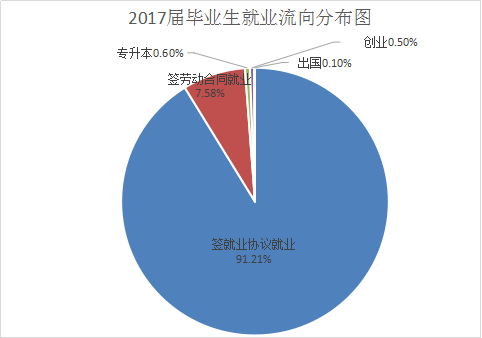 2017届毕业生就业流向分布图
专升本0.60%
创业0.50%
出国0.10%
签劳动合同就业
7.58%
签就业协议就业
91.21%